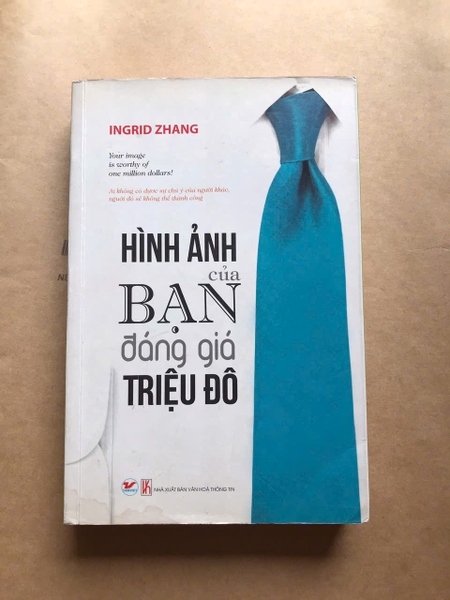 INGRID ZHANG
Your image
is worthy of
one million dollars!
Ai không có được sự chú ý của người khác,
người đó sẽ không thể thành công
HÌNH ẢNH
của
BẠN
đáng giá
TRIỆU ĐÔ
NHÀ XUẤT BẢN VĂN HOÁ THÔNG TIN